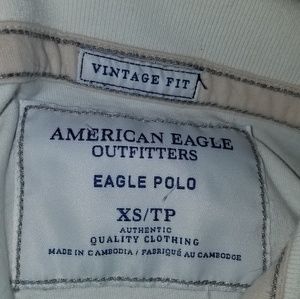 VINTAGE FIT
AMERICAN EAGLE
OUTFITTERS
EAGLE POLO
XS/TP
AUTHENTIC
QUALITY CLOTHING
MADE IN CAMBODIA / FABRIQUÉ AU CAMBODGE